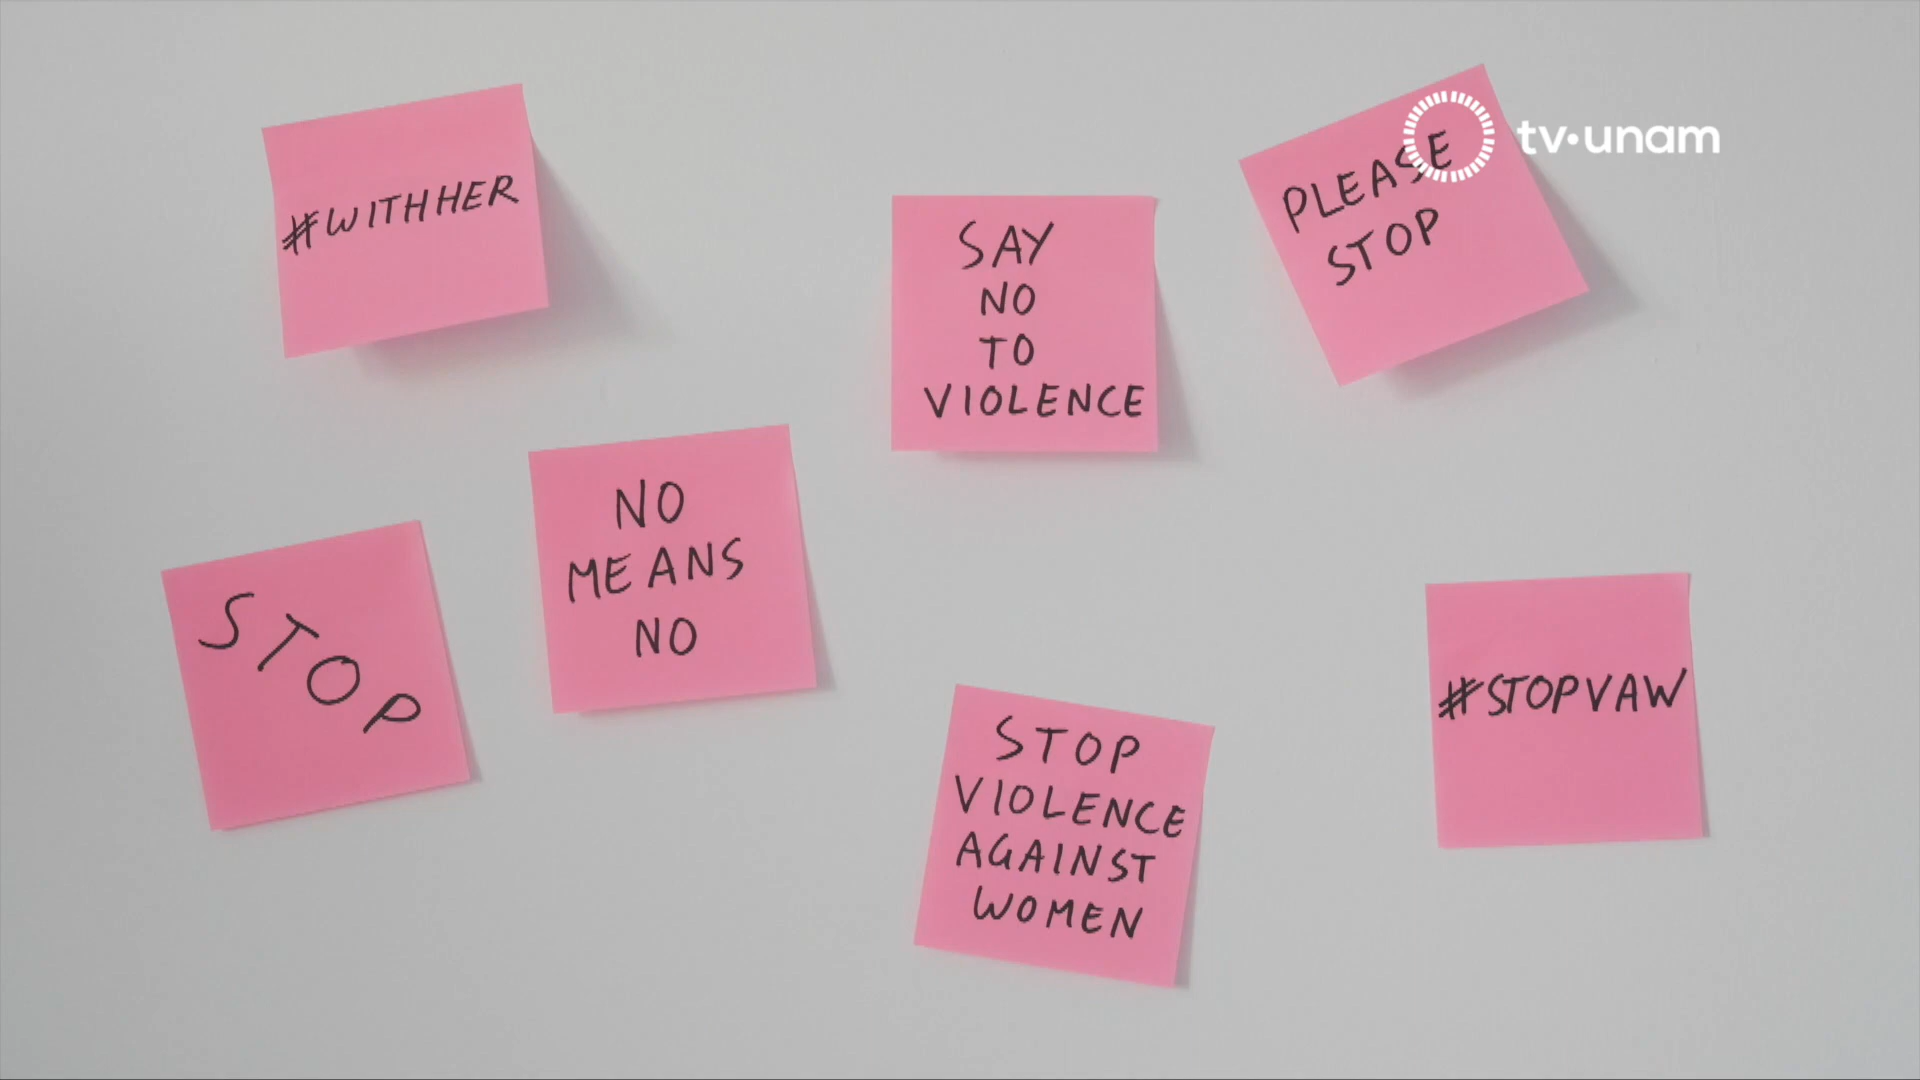 #WITHHER
SAY
NO
TO
VIOLENCE
PLEASE
STOP
tv·unam
STOP
NO
MEANS
NO
STOP
VIOLENCE
AGAINST
WOMEN
#STOPVAW